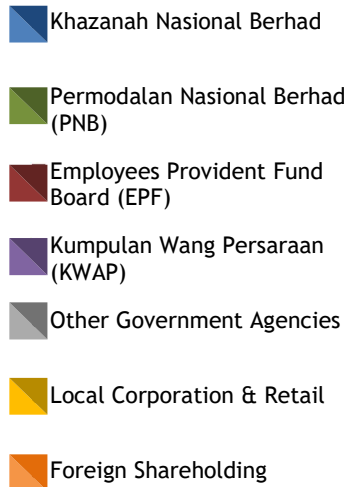 Khazanah Nasional Berhad
Permodalan Nasional Berhad
(PNB)
Employees Provident Fund
Board (EPF)
Kumpulan Wang Persaraan
(KWAP)
Other Government Agencies
Local Corporation & Retail
Foreign Shareholding